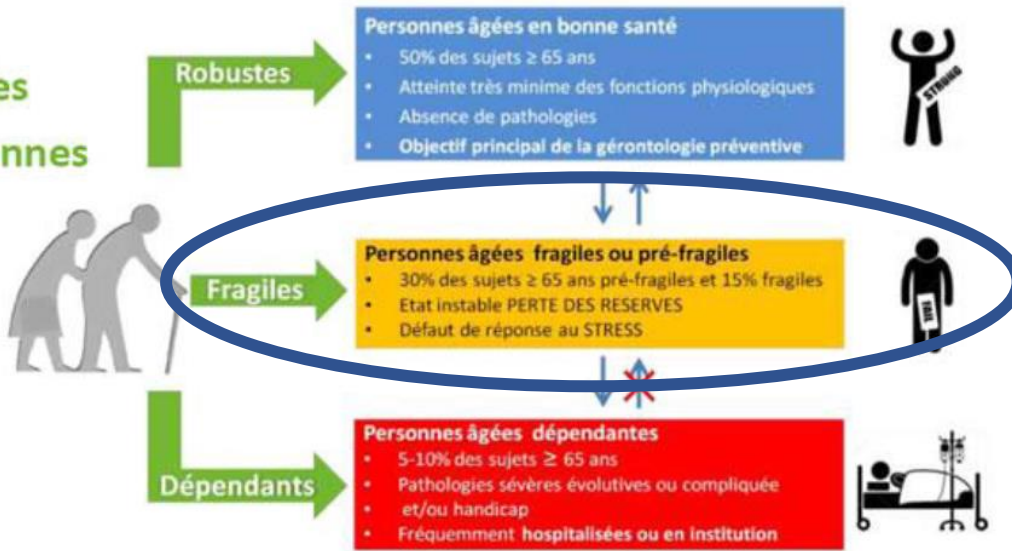 es
ennes
Robustes
Personnes âgées en bonne santé
• 50% des sujets ≥ 65 ans
• Atteinte très minime des fonctions physiologiques
• Absence de pathologies
• Objectif principal de la gérontologie préventive
STRONG
Fragiles
Personnes âgées fragiles ou pré-fragiles
• 30% des sujets ≥ 65 ans pré-fragiles et 15% fragiles
• Etat instable PERTE DES RESERVES
• Défaut de réponse au STRESS
FAIL
Dépendants
Personnes âgées dépendantes
• 5-10% des sujets ≥ 65 ans
• Pathologies sévères évolutives ou compliquée
• et/ou handicap
• Fréquemment hospitalisées ou en institution